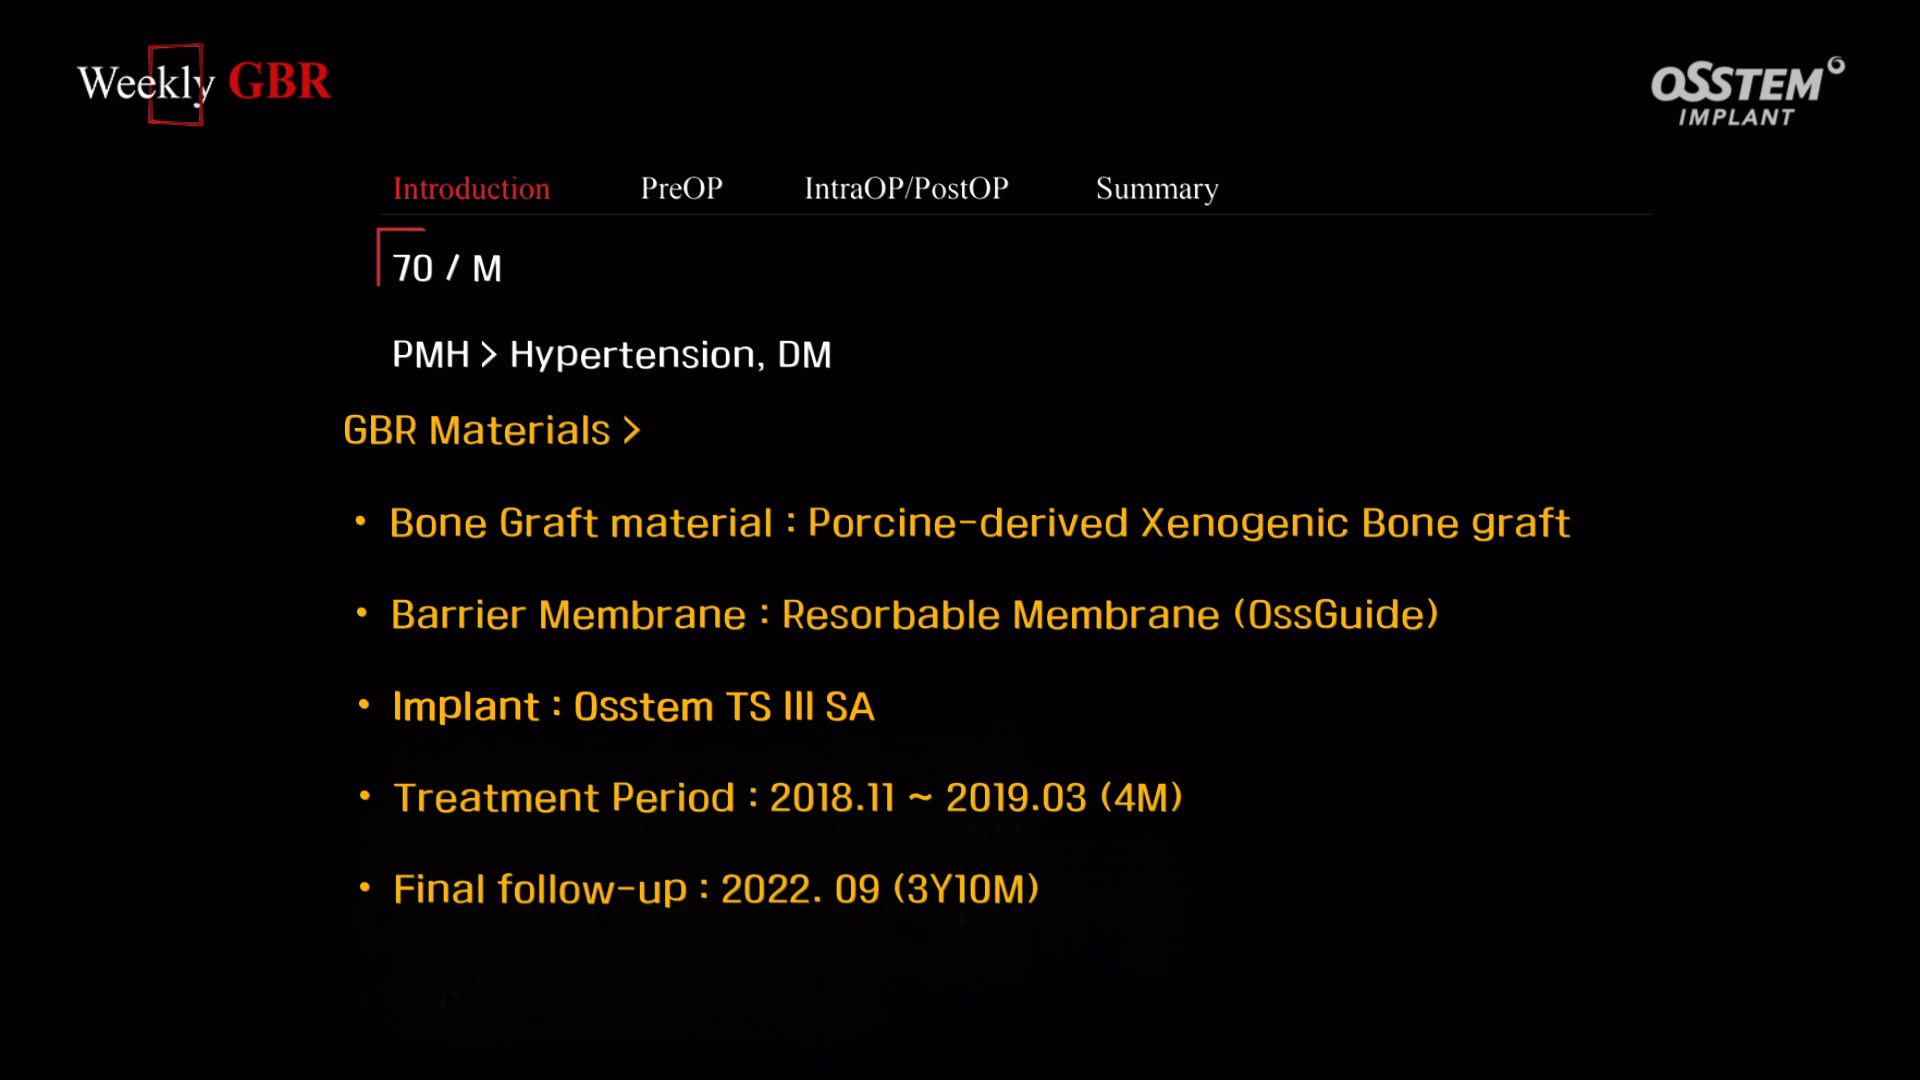 Weekly GBR
OSSTEM
IMPLANT
Introduction PreOP IntraOP/PostOP Summary
70 / M
PMH > Hypertension, DM
GBR Materials >
• Bone Graft material : Porcine-derived Xenogenic Bone graft
• Barrier Membrane : Resorbable Membrane (OssGuide)
• Implant : Osstem TS III SA
• Treatment Period : 2018.11 ~ 2019.03 (4M)
• Final follow-up : 2022. 09 (3Y10M)